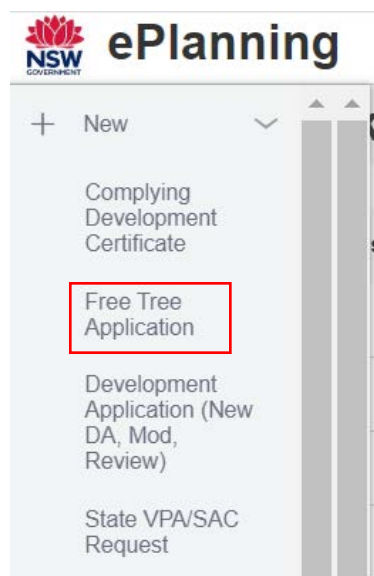 ePlanning
NSW
GOVERNMENT
New
Complying
Development
Certificate
Free Tree
Application
Development
Application (New
DA, Mod,
Review)
State VPA/SAC
Request